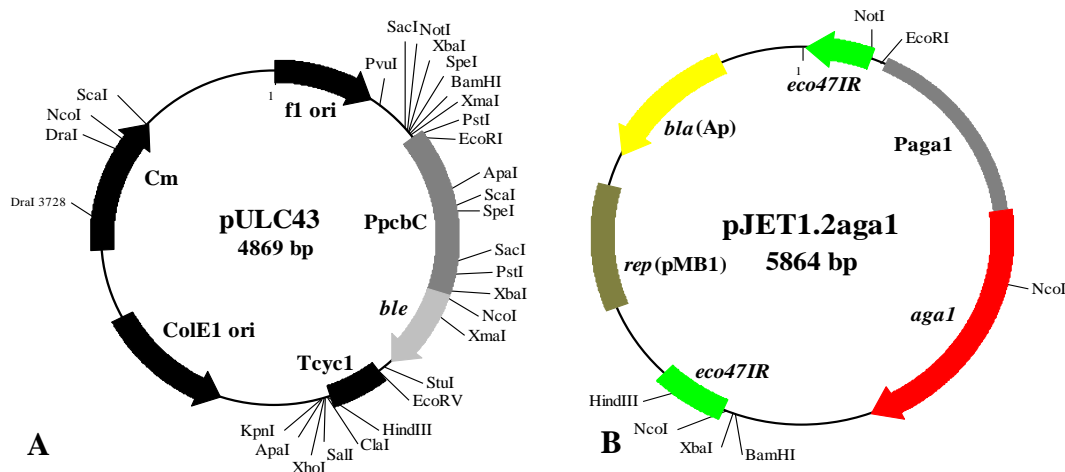 SacI
NotI
XbaI
SpeI
BamHI
XmaI
PstI
EcoRI
PvuI
1
f1 ori
ScaI
NcoI
DraI
Cm
DraI 3728
pULC43
4869 bp
PpcbC
ApaI
ScaI
SpeI
SacI
PstI
XbaI
NcoI
XmaI
ble
ColE1 ori
Tcyc1
StuI
EcoRV
HindIII
ClaI
SalI
XhoI
ApaI
KpnI
A
NotI
EcoRI
1
eco47IR
bla (Ap)
Paga1
pJET1.2aga1
5864 bp
rep (pMB1)
NcoI
aga1
eco47IR
HindIII
NcoI
XbaI
BamHI
B